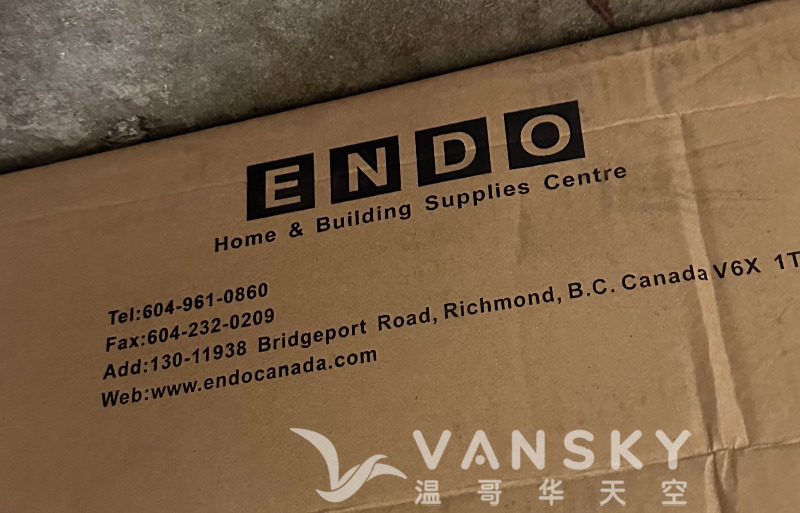 ENDO
Home & Building Supplies Centre
Tel:604-961-0860
Fax:604-232-0209
Add:130-11938 Bridgeport Road, Richmond, B.C. Canada V6X 1T
Web:www.endocanada.com
VANSKY
温哥华天空